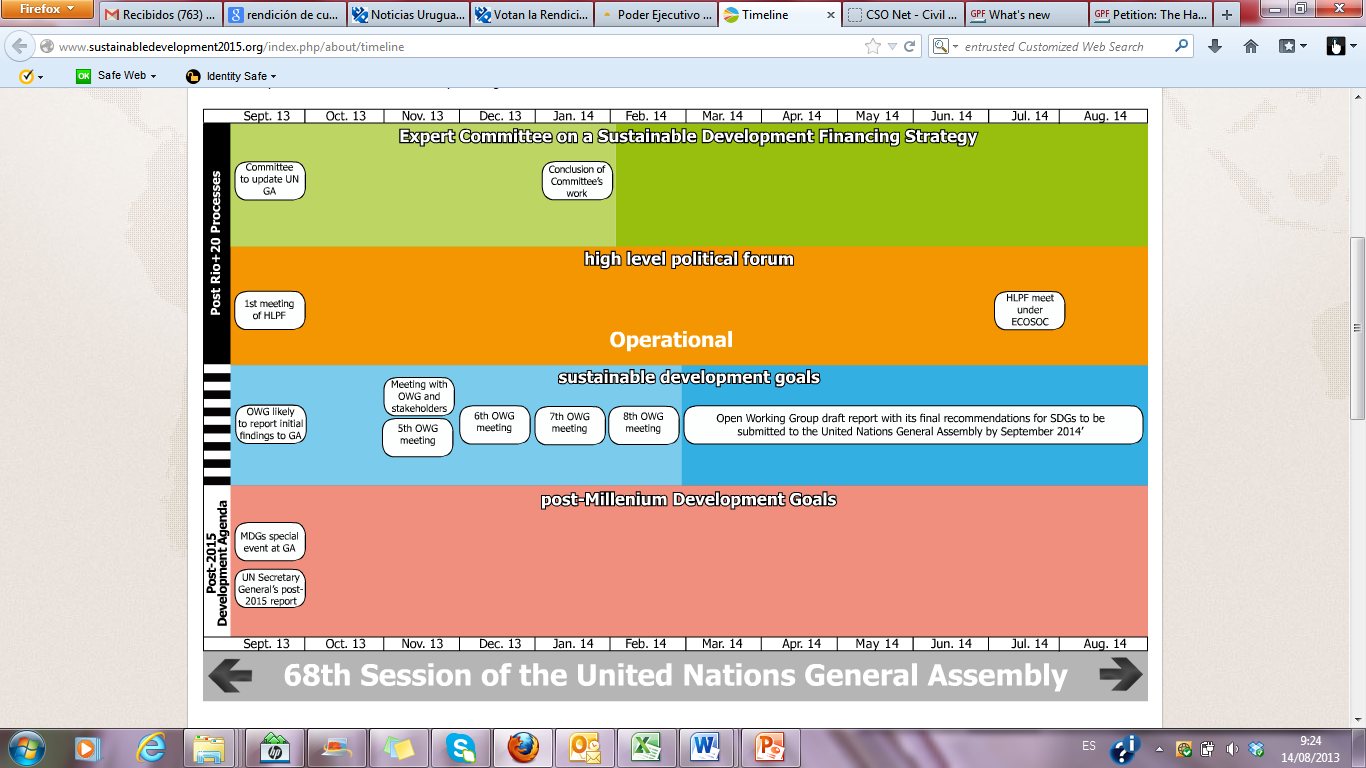 Firefox
Recibidos (763) ...
rendición de cu...
Noticias Urugua...
Votan la Rendici...
Poder Ejecutivo ...
Timeline
CSO Net - Civil ...
GPF What's new
GPF Petition: The Ha...
www.sustainabledevelopment2015.org/index.php/about/timeline
entrusted Customized Web Search
OK Safe Web
Identity Safe
Sept. 13 Oct. 13 Nov. 13 Dec. 13 Jan. 14 Feb. 14 Mar. 14 Apr. 14 May 14 Jun. 14 Jul. 14 Aug. 14
Post Rio+20 Processes
Expert Committee on a Sustainable Development Financing Strategy
Committee
to update UN
GA
Conclusion of
Committee's
work
high level political forum
1st meeting
of HLPF
HLPF meet
under
ECOSOC
Operational
sustainable development goals
OWG likely
to report initial
findings to GA
Meeting with
OWG and
stakeholders
5th OWG
meeting
6th OWG
meeting
7th OWG
meeting
8th OWG
meeting
Open Working Group draft report with its final recommendations for SDGs to be
submitted to the United Nations General Assembly by September 2014'
Post-2015
Development Agenda
post-Millenium Development Goals
MDGs special
event at GA
UN Secretary
General's post-
2015 report
Sept. 13 Oct. 13 Nov. 13 Dec. 13 Jan. 14 Feb. 14 Mar. 14 Apr. 14 May 14 Jun. 14 Jul. 14 Aug. 14
68th Session of the United Nations General Assembly
ES
9:24
14/08/2013